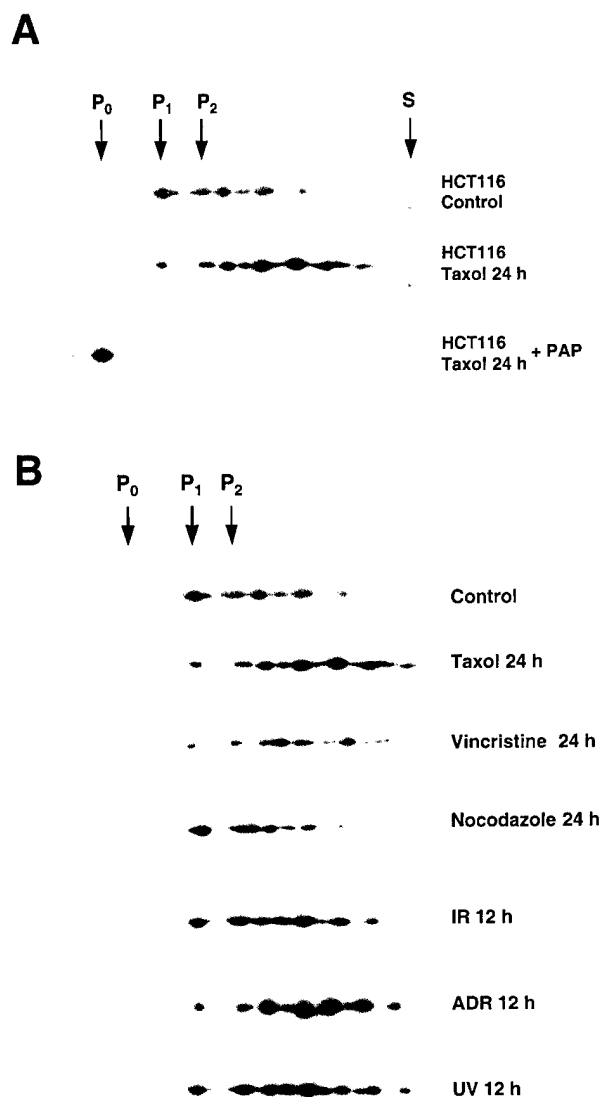 A
P₀ P₁ P₂ S
HCT116
Control
HCT116
Taxol 24 h
HCT116
Taxol 24 h + PAP
B
P₀ P₁ P₂
Control
Taxol 24 h
Vincristine 24 h
Nocodazole 24 h
IR 12 h
ADR 12 h
UV 12 h